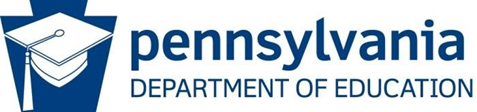 pennsylvania
DEPARTMENT OF EDUCATION